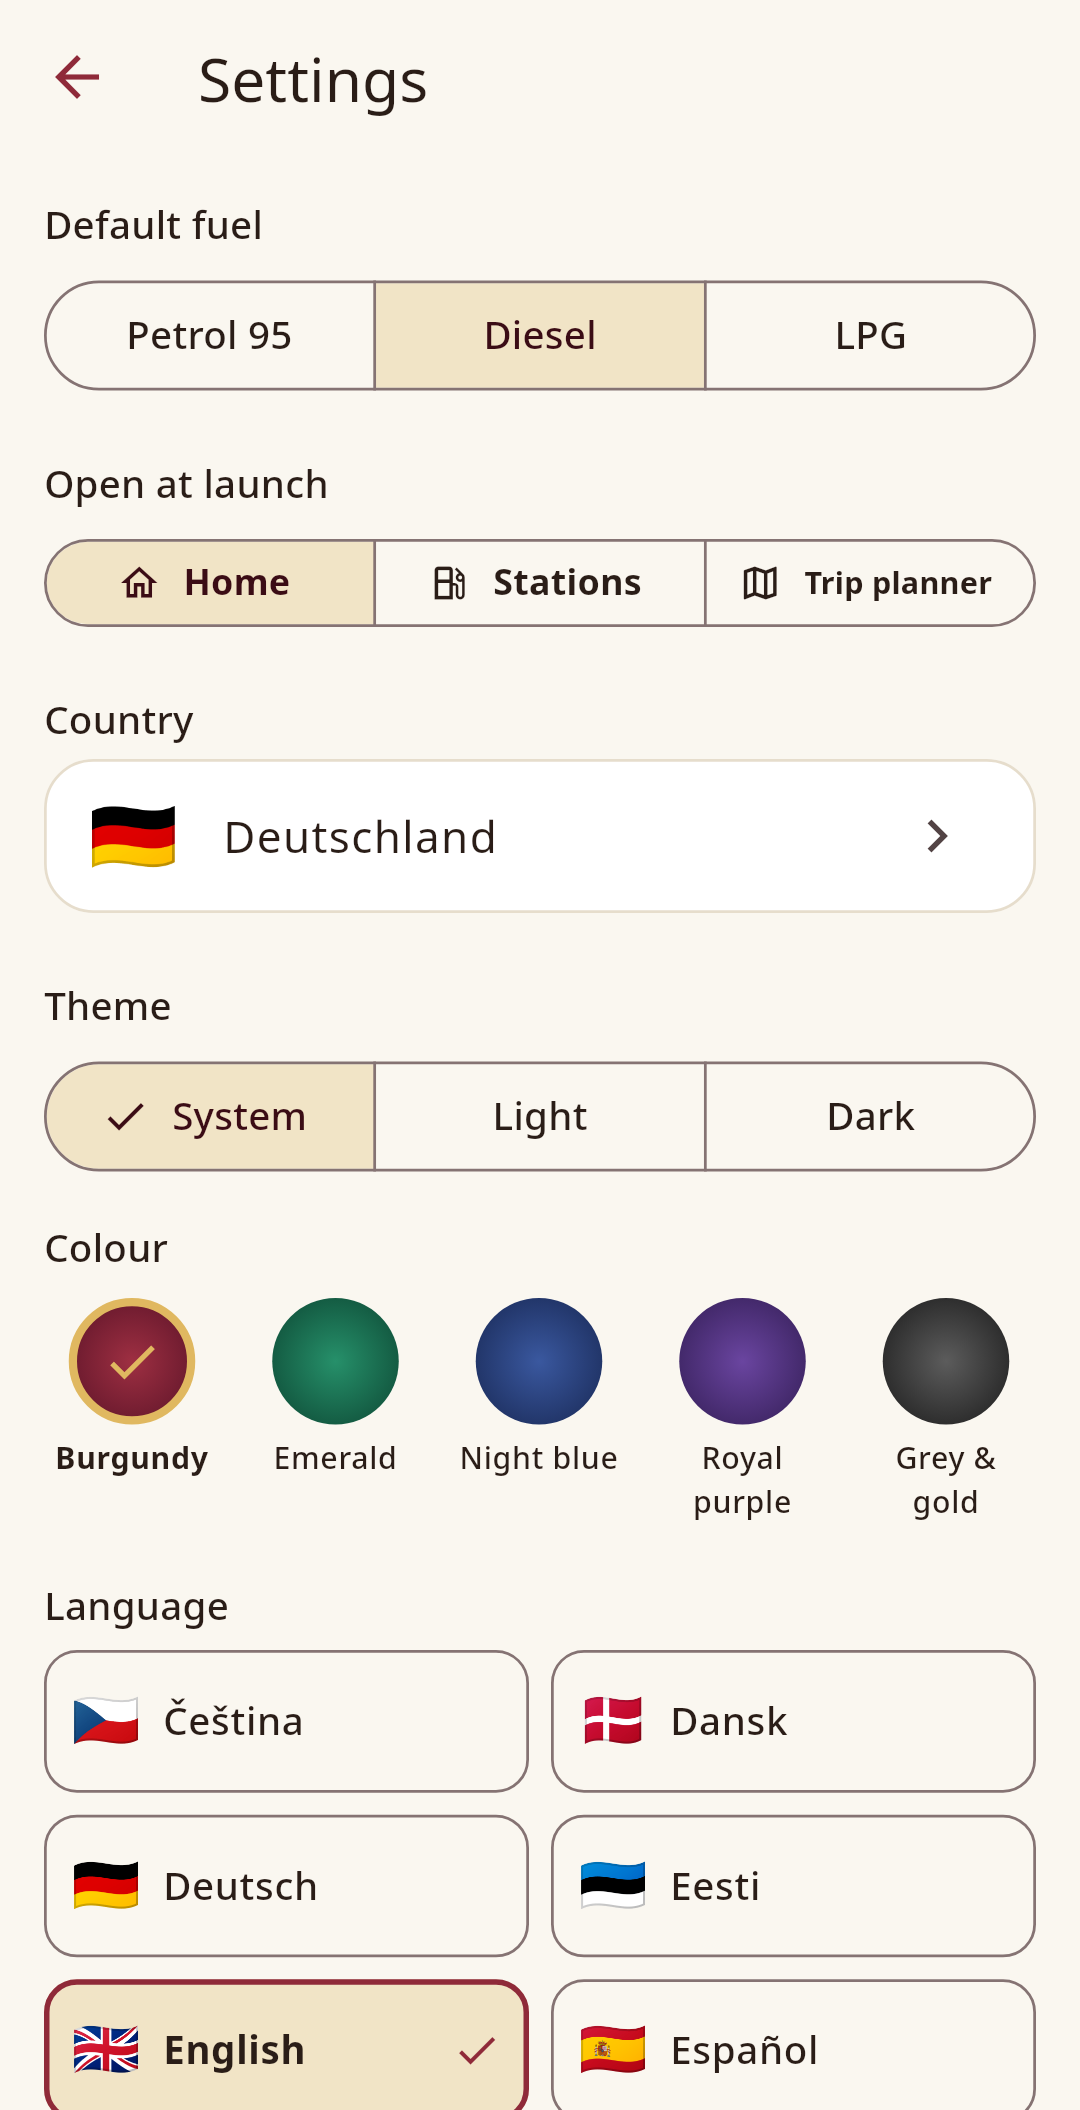 Settings
Default fuel
Petrol 95
Diesel
LPG
Open at launch
Home
Stations
Trip planner
Country
Deutschland
Theme
System
Light
Dark
Colour
Burgundy
Emerald
Night blue
Royal
purple
Grey &
gold
Language
Čeština
Dansk
Deutsch
Eesti
English
Español